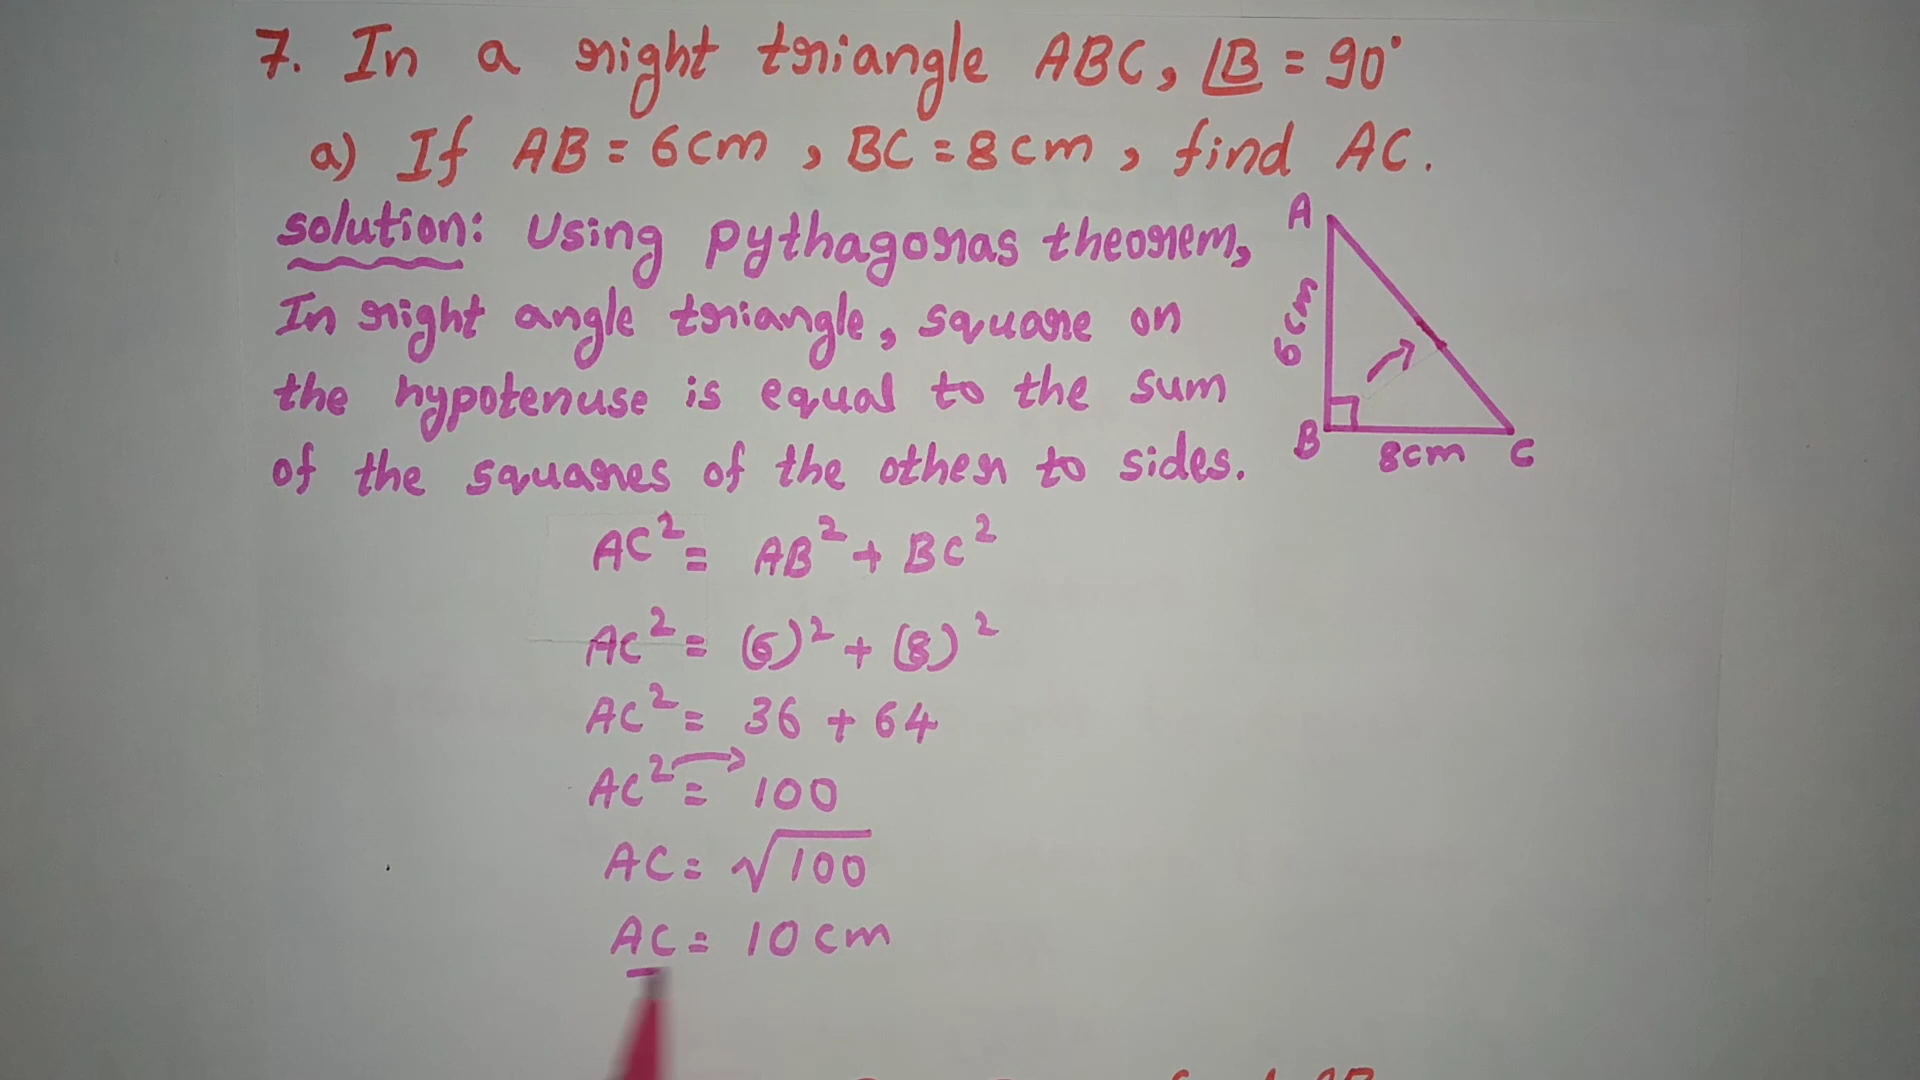 7. In a right triangle ABC, ∠B = 90°
a) If AB = 6cm, BC = 8cm, find AC.
Solution: Using pythagoras theorem,
In right angle triangle, square on
the hypotenuse is equal to the sum
of the squares of the other to sides.
A
6cm
B
8cm
C
AC² = AB² + BC²
AC² = (6)² + (8)²
AC² = 36 + 64
AC² = 100
AC = √100
AC = 10cm